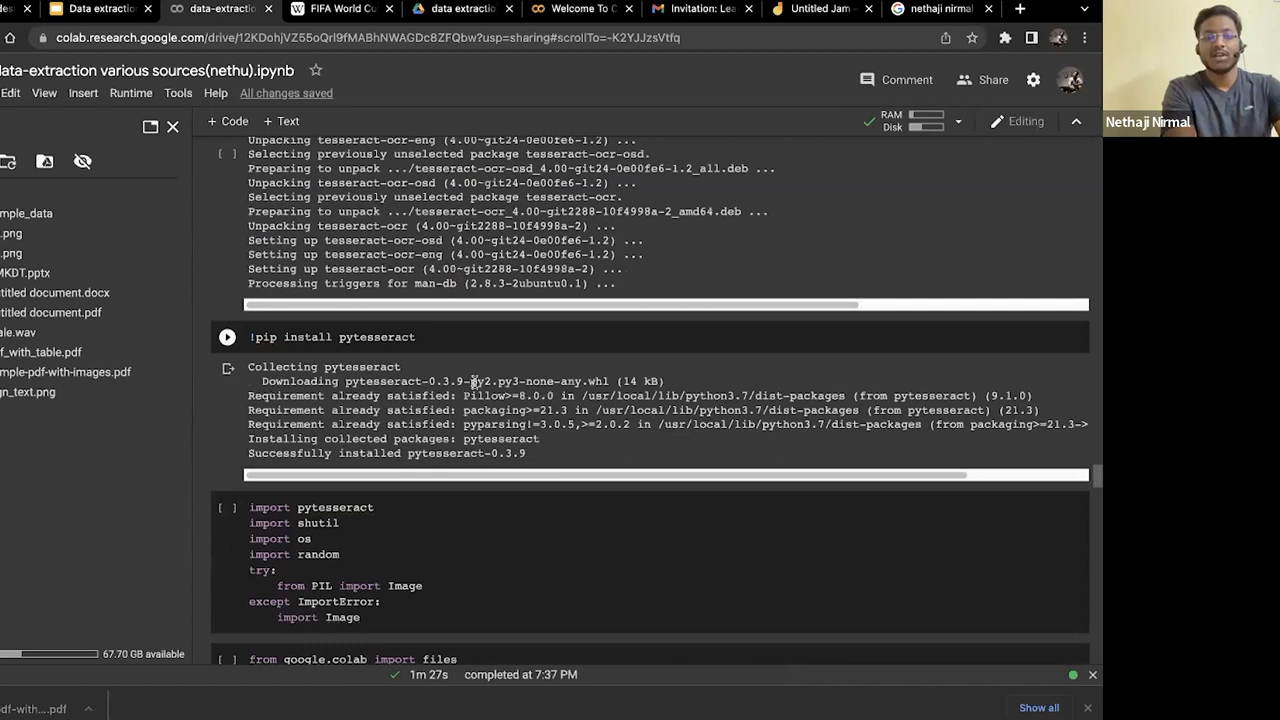 Data extraction
data-extraction
FIFA World Cu
data extractio
Welcome To C
Invitation: Lea
Untitled Jam -
nethaji nirmal
colab.research.google.com/drive/12KDohjVZ55oQrl9fMABhNWAGDc8ZFQbw?usp=sharing#scrollTo=-K2YJJzsVtfq
data-extraction various sources(nethu).ipynb
Comment
Share
Edit View Insert Runtime Tools Help All changes saved
+ Code + Text
RAM
Disk
Editing
mple_data
.png
.png
MKDT.pptx
ntitled document.docx
ntitled document.pdf
ale.wav
f_with_table.pdf
mple-pdf-with-images.pdf
gn_text.png
67.70 GB available
Unpacking tesseract-ocr-eng (4.00~git24-0e00fe6-1.2) ...
[ ] Selecting previously unselected package tesseract-ocr-osd.
Preparing to unpack .../tesseract-ocr-osd_4.00~git24-0e00fe6-1.2_all.deb ...
Unpacking tesseract-ocr-osd (4.00~git24-0e00fe6-1.2) ...
Selecting previously unselected package tesseract-ocr.
Preparing to unpack .../tesseract-ocr_4.00~git2288-10f4998a-2_amd64.deb ...
Unpacking tesseract-ocr (4.00~git2288-10f4998a-2) ...
Setting up tesseract-ocr-osd (4.00~git24-0e00fe6-1.2) ...
Setting up tesseract-ocr-eng (4.00~git24-0e00fe6-1.2) ...
Setting up tesseract-ocr (4.00~git2288-10f4998a-2) ...
Processing triggers for man-db (2.8.3-2ubuntu0.1) ...
!pip install pytesseract
Collecting pytesseract
Downloading pytesseract-0.3.9-py2.py3-none-any.whl (14 kB)
Requirement already satisfied: Pillow>=8.0.0 in /usr/local/lib/python3.7/dist-packages (from pytesseract) (9.1.0)
Requirement already satisfied: packaging>=21.3 in /usr/local/lib/python3.7/dist-packages (from pytesseract) (21.3)
Requirement already satisfied: pyparsing!=3.0.5,>=2.0.2 in /usr/local/lib/python3.7/dist-packages (from packaging>=21.3->
Installing collected packages: pytesseract
Successfully installed pytesseract-0.3.9
[ ] import pytesseract
import shutil
import os
import random
try:
from PIL import Image
except ImportError:
import Image
[ ] from google.colab import files
1m 27s completed at 7:37 PM
df-with....pdf
Show all
Nethaji Nirmal